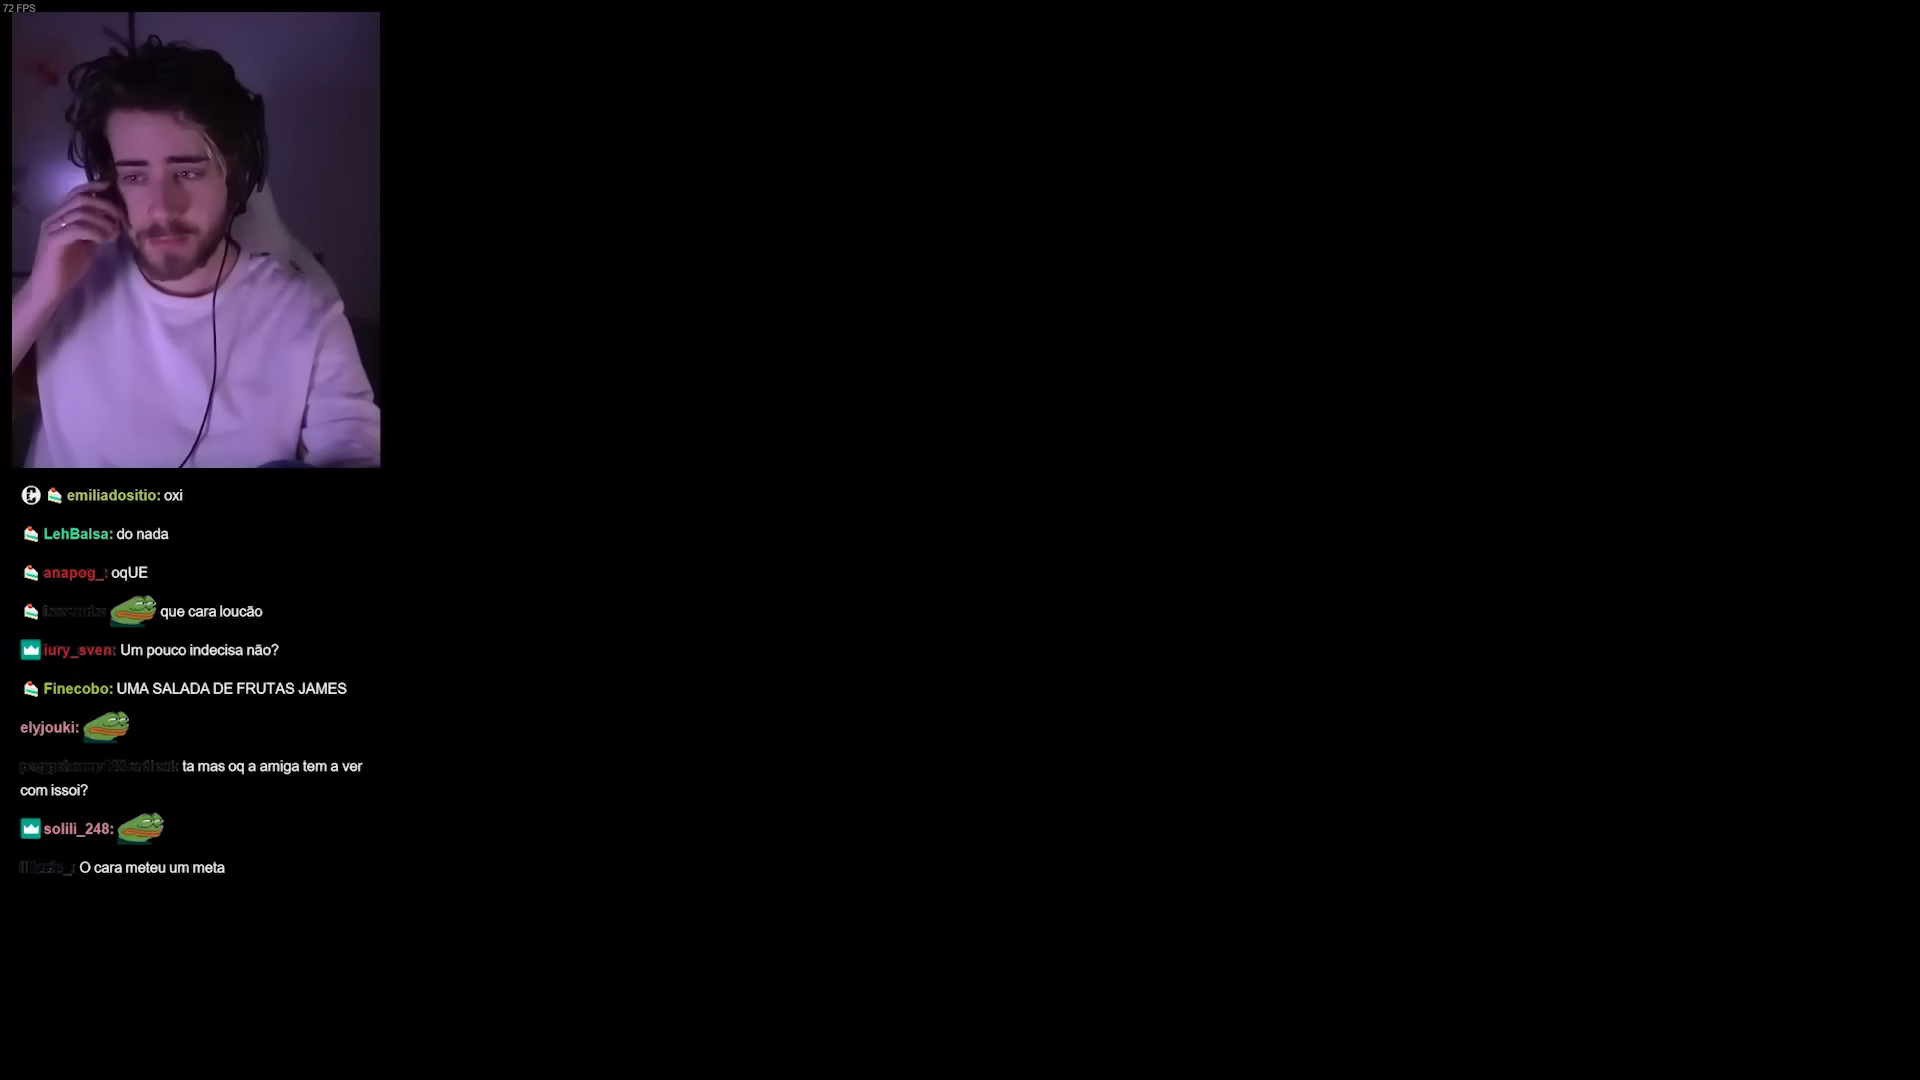 72 FPS
emiliadositio: oxi
LehBalsa: do nada
anapog_: oqUE
que cara loucão
iury_sven: Um pouco indecisa não?
Finecobo: UMA SALADA DE FRUTAS JAMES
elyjouki:
ta mas oq a amiga tem a ver
com issoi?
solili_248:
O cara meteu um meta